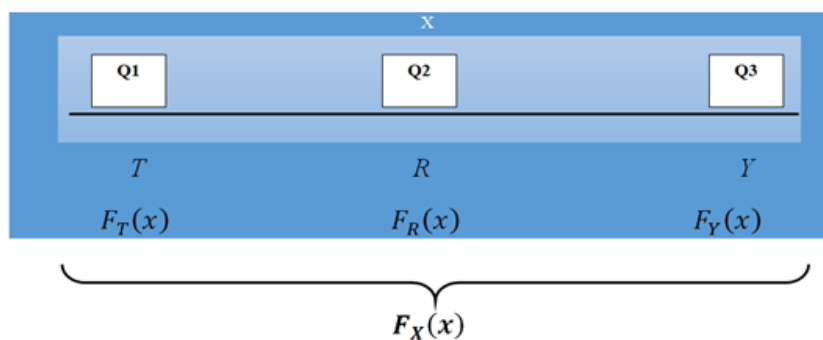 X
Q1 Q2 Q3
T R Y
F_T(x) F_R(x) F_Y(x)
F_X(x)